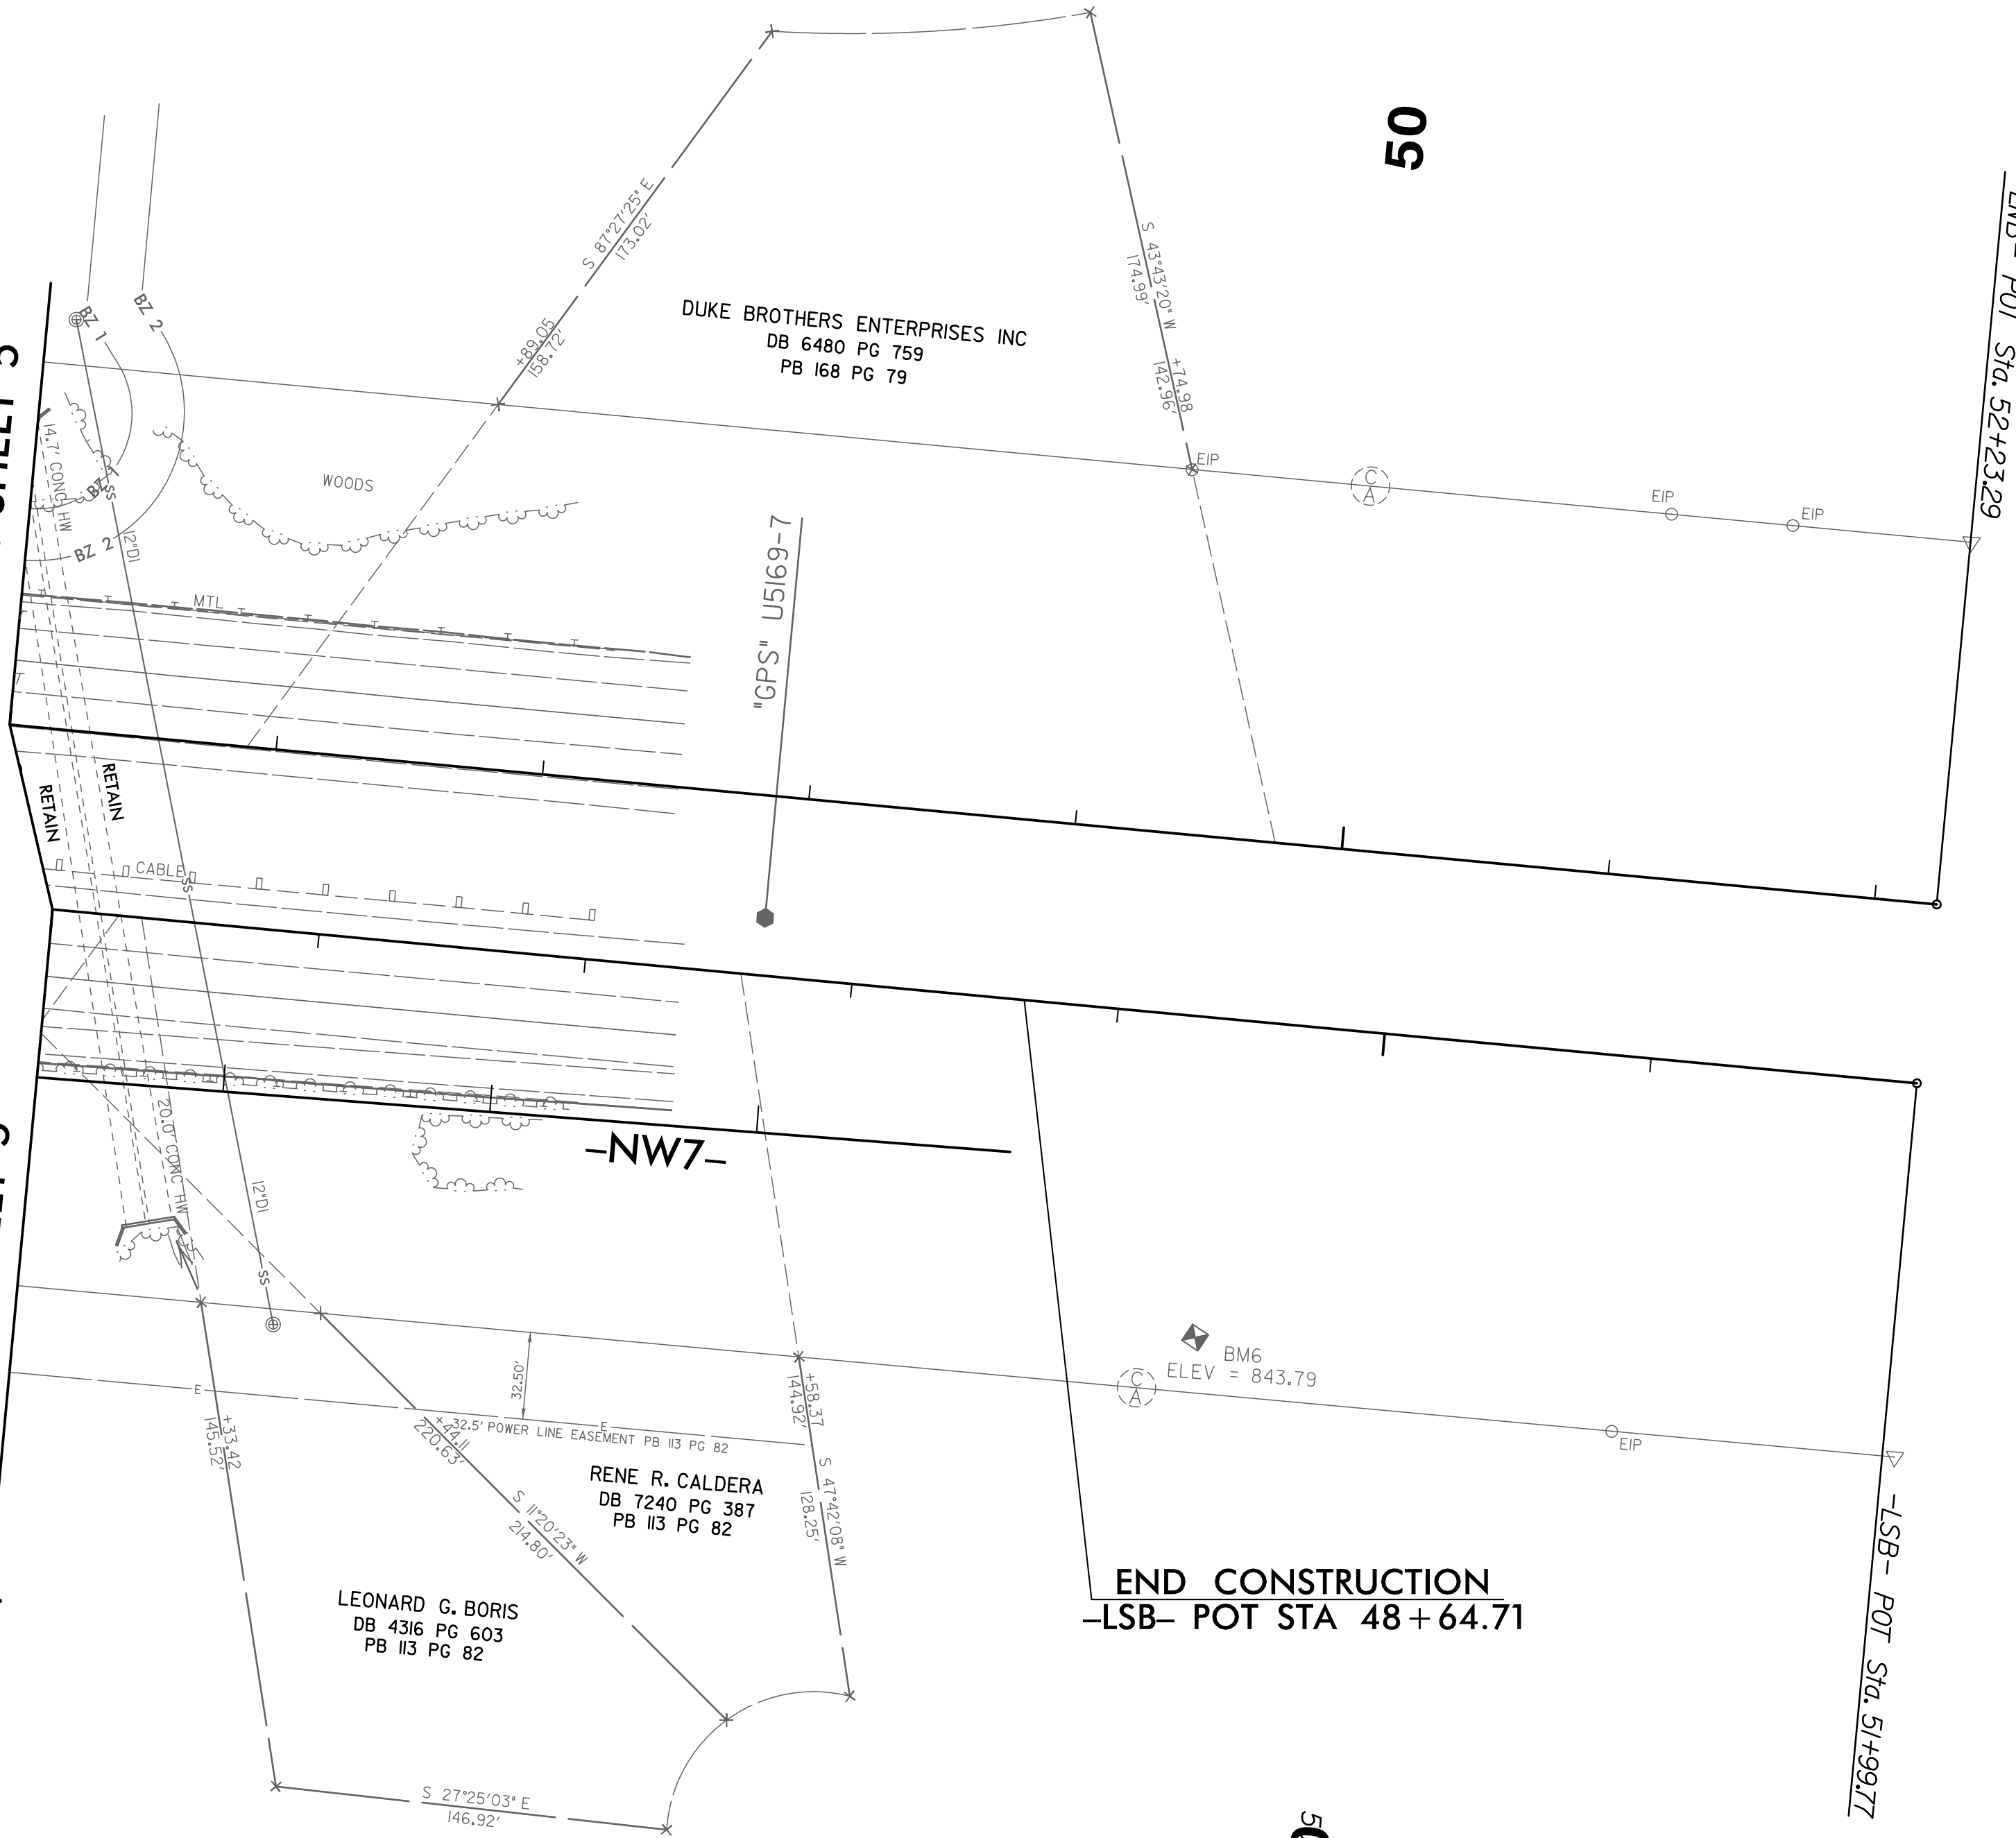 50
S 87°27'25" E
173.02'
+89.05
158.72'
S 43°43'20" W
174.99'
+74.98
142.96'
DUKE BROTHERS ENTERPRISES INC
DB 6480 PG 759
PB 168 PG 79
BZ 1
BZ 2
BZ 1
BZ 2
14.7' CONC HW
SS
12"DI
WOODS
MTL
EIP
C
A
EIP
EIP
POT Sta. 52+23.29
"GPS" U5169-7
RETAIN
RETAIN
CABLE
SS
-NW7-
20.0' CONC HW
12"DI
SS
32.50'
E
E
32.5' POWER LINE EASEMENT PB 113 PG 82
+33.42
145.52'
+44.11
220.63'
S 11°20'23" W
214.80'
RENE R. CALDERA
DB 7240 PG 387
PB 113 PG 82
+58.37
144.92'
S 47°42'08" W
128.25'
LEONARD G. BORIS
DB 4316 PG 603
PB 113 PG 82
S 27°25'03" E
146.92'
BM6
ELEV = 843.79
C
A
EIP
END CONSTRUCTION
-LSB- POT STA 48+64.71
-LSB- POT Sta. 51+99.77